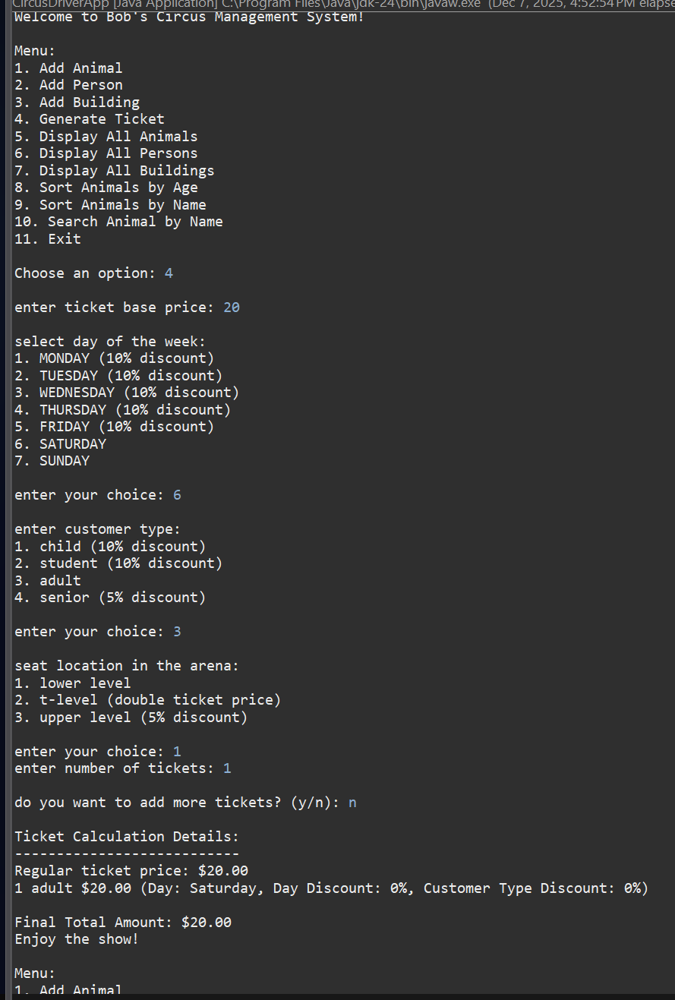 CircusDriverApp [Java Application] C:\Program Files\Java\jdk-24\bin\javaw.exe (Dec 7, 2025, 4:52:54 PM elapse
Welcome to Bob's Circus Management System!

Menu:
1. Add Animal
2. Add Person
3. Add Building
4. Generate Ticket
5. Display All Animals
6. Display All Persons
7. Display All Buildings
8. Sort Animals by Age
9. Sort Animals by Name
10. Search Animal by Name
11. Exit

Choose an option: 4

enter ticket base price: 20

select day of the week:
1. MONDAY (10% discount)
2. TUESDAY (10% discount)
3. WEDNESDAY (10% discount)
4. THURSDAY (10% discount)
5. FRIDAY (10% discount)
6. SATURDAY
7. SUNDAY

enter your choice: 6

enter customer type:
1. child (10% discount)
2. student (10% discount)
3. adult
4. senior (5% discount)

enter your choice: 3

seat location in the arena:
1. lower level
2. t-level (double ticket price)
3. upper level (5% discount)

enter your choice: 1
enter number of tickets: 1

do you want to add more tickets? (y/n): n

Ticket Calculation Details:
---------------------------
Regular ticket price: $20.00
1 adult $20.00 (Day: Saturday, Day Discount: 0%, Customer Type Discount: 0%)

Final Total Amount: $20.00
Enjoy the show!

Menu:
1. Add Animal